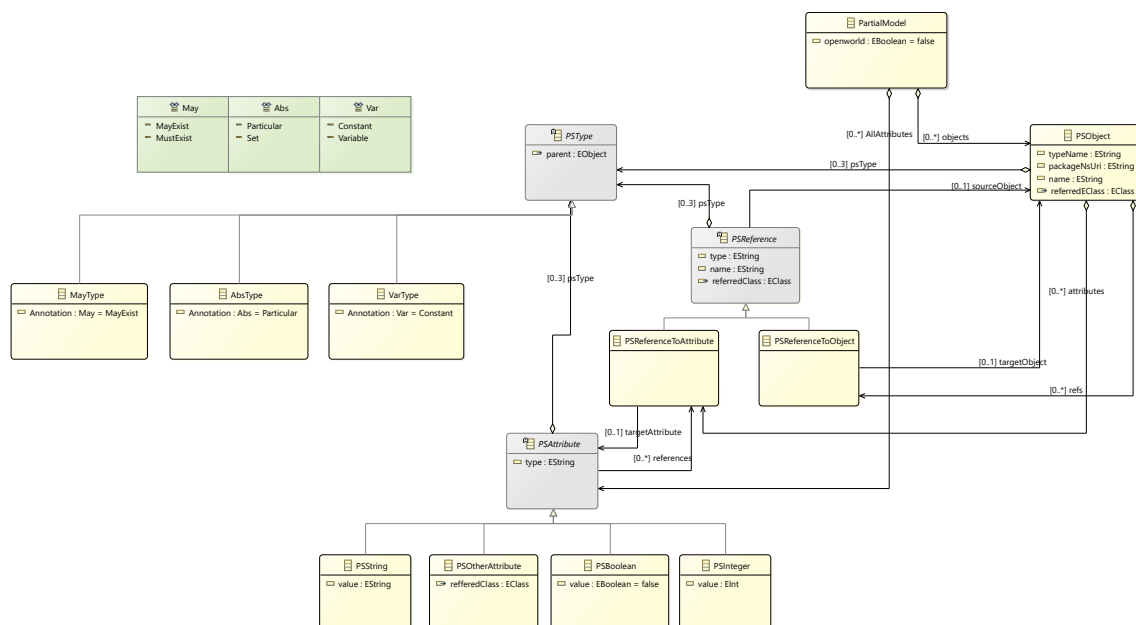 PartialModel
openworld : EBoolean = false
May
MayExist
MustExist
Abs
Particular
Set
Var
Constant
Variable
PSType
parent : EObject
[0..*] AllAttributes
[0..*] objects
PSObject
typeName : EString
packageNsUri : EString
name : EString
referredEClass : EClass
[0..3] psType
[0..1] sourceObject
[0..3] psType
PSReference
type : EString
name : EString
referredClass : EClass
[0..3] psType
MayType
Annotation : May = MayExist
AbsType
Annotation : Abs = Particular
VarType
Annotation : Var = Constant
[0..*] attributes
PSReferenceToAttribute
PSReferenceToObject
[0..1] targetObject
[0..*] refs
[0..1] targetAttribute
PSAttribute
type : EString
[0..*] references
PSString
value : EString
PSOtherAttribute
refferedClass : EClass
PSBoolean
value : EBoolean = false
PSInteger
value : EInt